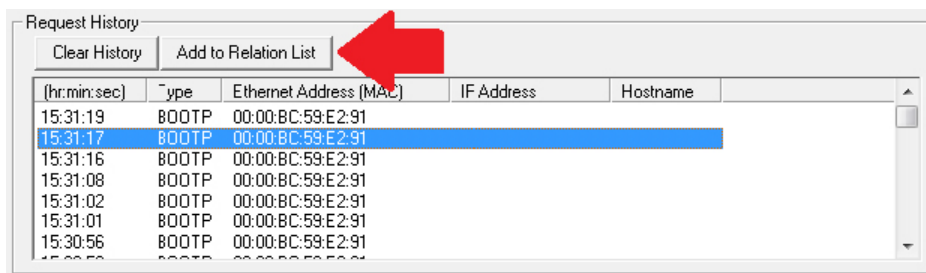 Request History
Clear History Add to Relation List
(hr:min:sec) Type Ethernet Address (MAC) IP Address Hostname
15:31:19 BOOTP 00:00:BC:59:E2:91
15:31:17 BOOTP 00:00:BC:59:E2:91
15:31:16 BOOTP 00:00:BC:59:E2:91
15:31:08 BOOTP 00:00:BC:59:E2:91
15:31:02 BOOTP 00:00:BC:59:E2:91
15:31:01 BOOTP 00:00:BC:59:E2:91
15:30:56 BOOTP 00:00:BC:59:E2:91